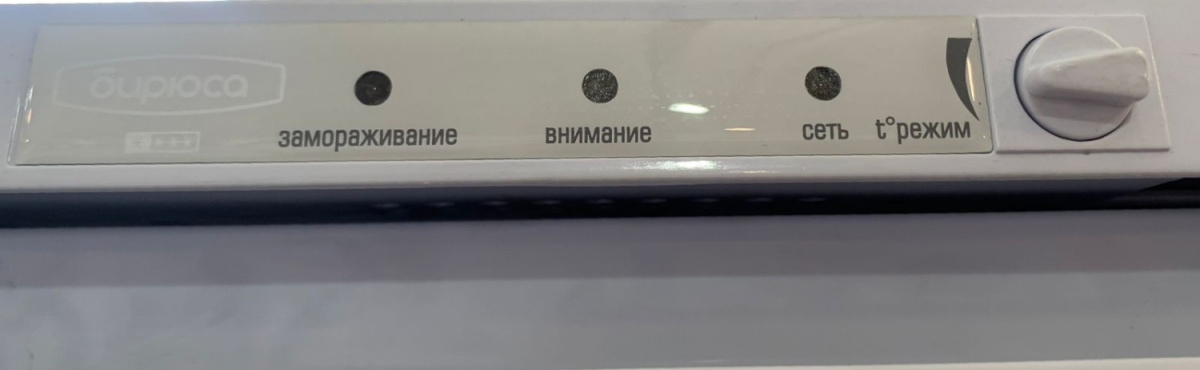 бирюса
замораживание
внимание
сеть
t°режим